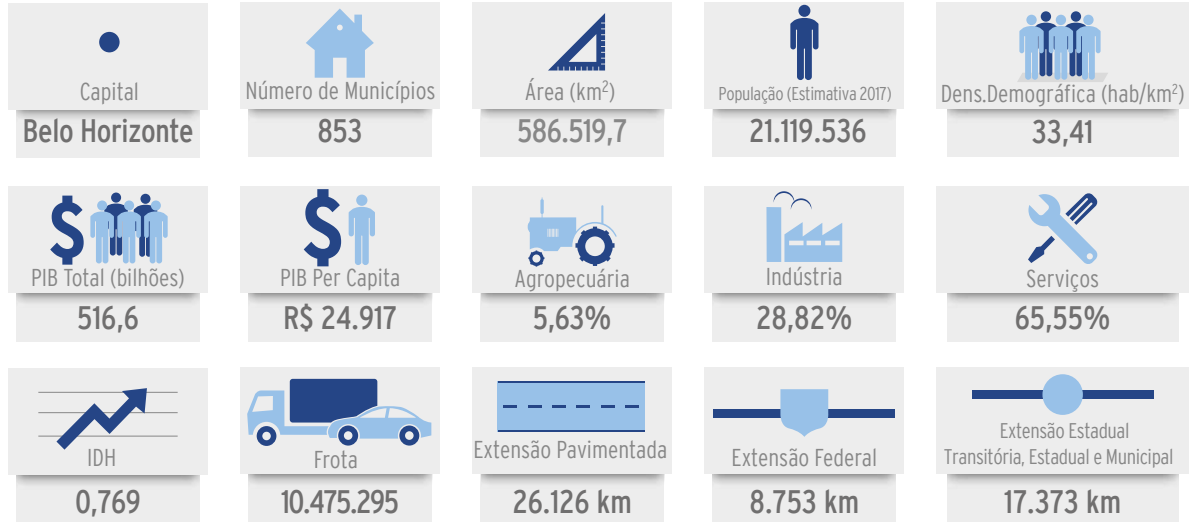 Capital
Belo Horizonte
Número de Municípios
853
Área (km²)
586.519,7
População (Estimativa 2017)
21.119.536
Dens.Demográfica (hab/km²)
33,41
$
PIB Total (bilhões)
516,6
$
PIB Per Capita
R$ 24.917
Agropecuária
5,63%
Indústria
28,82%
Serviços
65,55%
IDH
0,769
Frota
10.475.295
Extensão Pavimentada
26.126 km
Extensão Federal
8.753 km
Extensão Estadual
Transitória, Estadual e Municipal
17.373 km